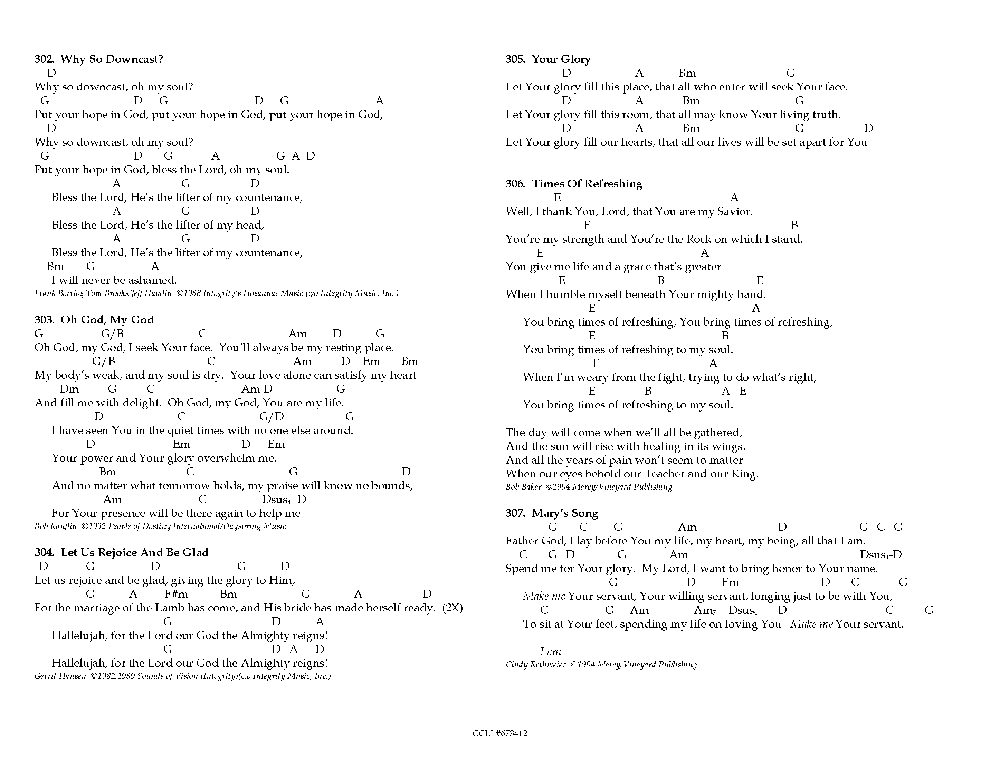 302.  Why So Downcast?
D
Why so downcast, oh my soul?
G D G D G A
Put your hope in God, put your hope in God, put your hope in God,
D
Why so downcast, oh my soul?
G D G A G A D
Put your hope in God, bless the Lord, oh my soul.
A G D
Bless the Lord, He’s the lifter of my countenance,
A G D
Bless the Lord, He’s the lifter of my head,
A G D
Bless the Lord, He’s the lifter of my countenance,
Bm G A
I will never be ashamed.
Frank Berrios/Tom Brooks/Jeff Hamlin  ©1988 Integrity’s Hosanna! Music (c/o Integrity Music, Inc.)
303.  Oh God, My God
G G/B C Am D G
Oh God, my God, I seek Your face.  You’ll always be my resting place.
G/B C Am D Em Bm
My body’s weak, and my soul is dry.  Your love alone can satisfy my heart
Dm G C Am D G
And fill me with delight.  Oh God, my God, You are my life.
D C G/D G
I have seen You in the quiet times with no one else around.
D Em D Em
Your power and Your glory overwhelm me.
Bm C G D
And no matter what tomorrow holds, my praise will know no bounds,
Am C Dsus4 D
For Your presence will be there again to help me.
Bob Kauflin  ©1992 People of Destiny International/Dayspring Music
304.  Let Us Rejoice And Be Glad
D G D G D
Let us rejoice and be glad, giving the glory to Him,
G A F#m Bm G A D
For the marriage of the Lamb has come, and His bride has made herself ready.  (2X)
G D A
Hallelujah, for the Lord our God the Almighty reigns!
G D A D
Hallelujah, for the Lord our God the Almighty reigns!
Gerrit Hansen  ©1982,1989 Sounds of Vision (Integrity)(c.o Integrity Music, Inc.)
305.  Your Glory
D A Bm G
Let Your glory fill this place, that all who enter will seek Your face.
D A Bm G
Let Your glory fill this room, that all may know Your living truth.
D A Bm G D
Let Your glory fill our hearts, that all our lives will be set apart for You.
306.  Times Of Refreshing
E A
Well, I thank You, Lord, that You are my Savior.
E B
You’re my strength and You’re the Rock on which I stand.
E A
You give me life and a grace that’s greater
E B E
When I humble myself beneath Your mighty hand.
E A
You bring times of refreshing, You bring times of refreshing,
E B
You bring times of refreshing to my soul.
E A
When I’m weary from the fight, trying to do what’s right,
E B A E
You bring times of refreshing to my soul.
The day will come when we’ll all be gathered,
And the sun will rise with healing in its wings.
And all the years of pain won’t seem to matter
When our eyes behold our Teacher and our King.
Bob Baker  ©1994 Mercy/Vineyard Publishing
307.  Mary’s Song
G C G Am D G C G
Father God, I lay before You my life, my heart, my being, all that I am.
C G D G Am Dsus4-D
Spend me for Your glory.  My Lord, I want to bring honor to Your name.
G D Em D C G
Make me Your servant, Your willing servant, longing just to be with You,
C G Am Am7 Dsus4 D C G
To sit at Your feet, spending my life on loving You.  Make me Your servant.
I am
Cindy Rethmeier  ©1994 Mercy/Vineyard Publishing
CCLI #673412